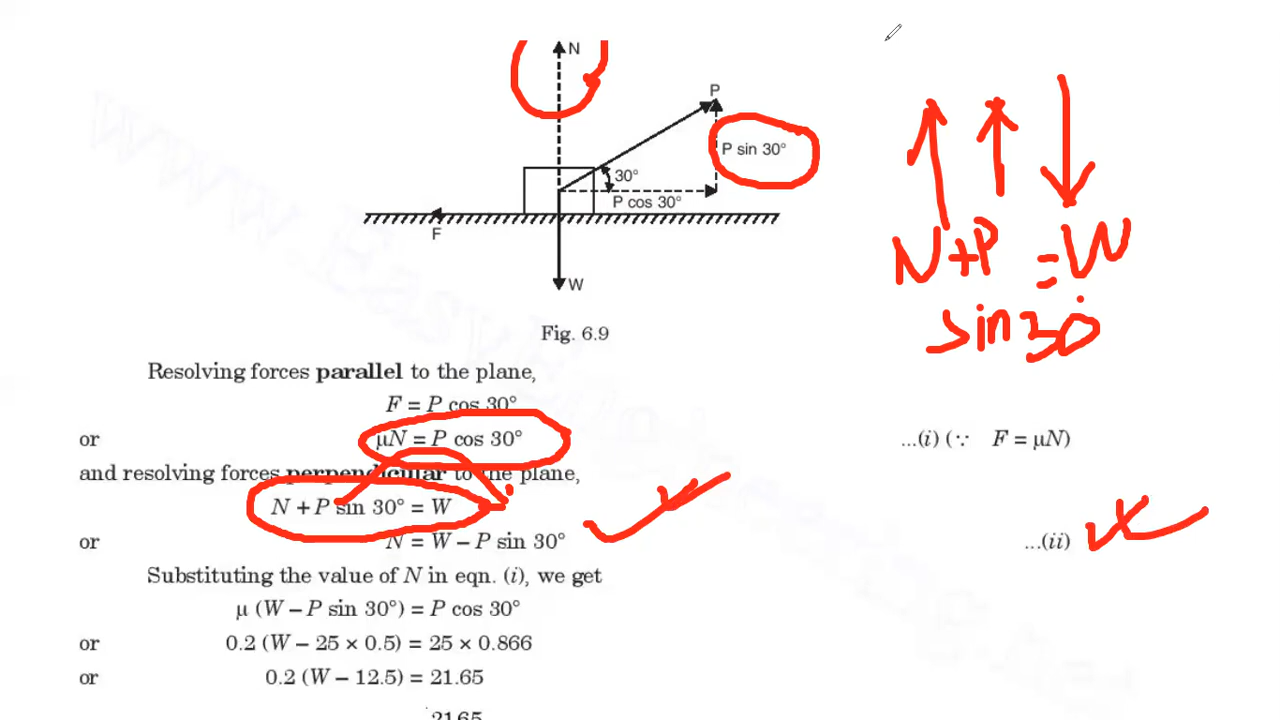 N
P
P sin 30°
30°
P cos 30°
F
W
N+P = W
sin30°
Fig. 6.9
Resolving forces parallel to the plane,
F = P cos 30°
or μN = P cos 30° ...(i) (∵ F = μN)
and resolving forces perpendicular to the plane,
N + P sin 30° = W
or N = W – P sin 30° ...(ii)
Substituting the value of N in eqn. (i), we get
μ (W – P sin 30°) = P cos 30°
or 0.2 (W – 25 × 0.5) = 25 × 0.866
or 0.2 (W – 12.5) = 21.65
21.65